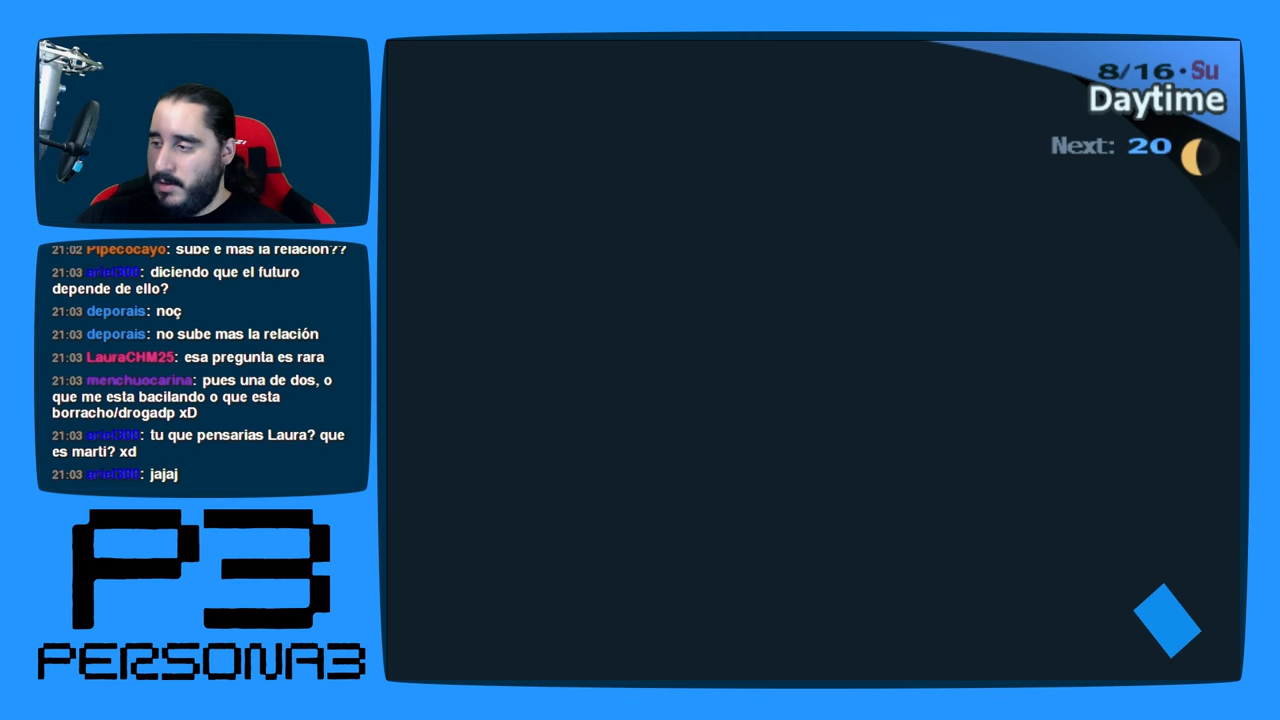 8/16・Su
Daytime
Next: 20
21:02 Pipecocayo: sube e mas la relacion??
21:03 ariel300: diciendo que el futuro
depende de ello?
21:03 deporais: noç
21:03 deporais: no sube mas la relación
21:03 LauraCHM25: esa pregunta es rara
21:03 menchuocarina: pues una de dos, o
que me esta bacilando o que esta
borracho/drogadp xD
21:03 tu que pensarias Laura? que
es marti? xd
21:03 jajaj
P3
PERSONA3